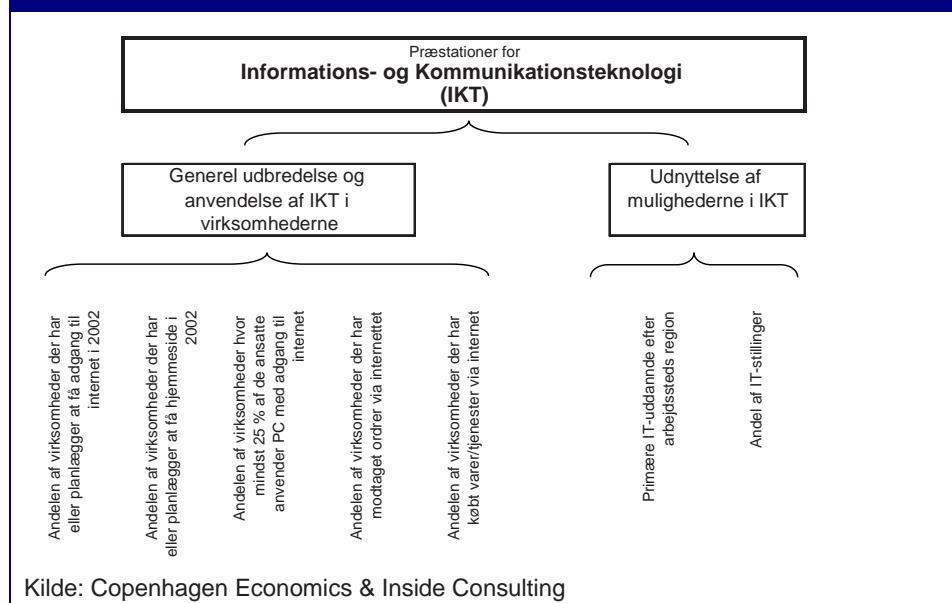 Præstationer for
Informations- og Kommunikationsteknologi
(IKT)
Generel udbredelse og
anvendelse af IKT i
virksomhederne
Udnyttelse af
mulighederne i IKT
Andelen af virksomheder der har
eller planlægger at få adgang til
internet i 2002
Andelen af virksomheder der har
eller planlægger at få hjemmeside i
2002
Andelen af virksomheder hvor
mindst 25 % af de ansatte
anvender PC med adgang til
internet
Andelen af virksomheder der har
modtaget ordrer via internettet
Andelen af virksomheder der har
købt varer/tjenester via internet
Primære IT-uddannde efter
arbejdssteds region
Andel af IT-stillinger
Kilde: Copenhagen Economics & Inside Consulting